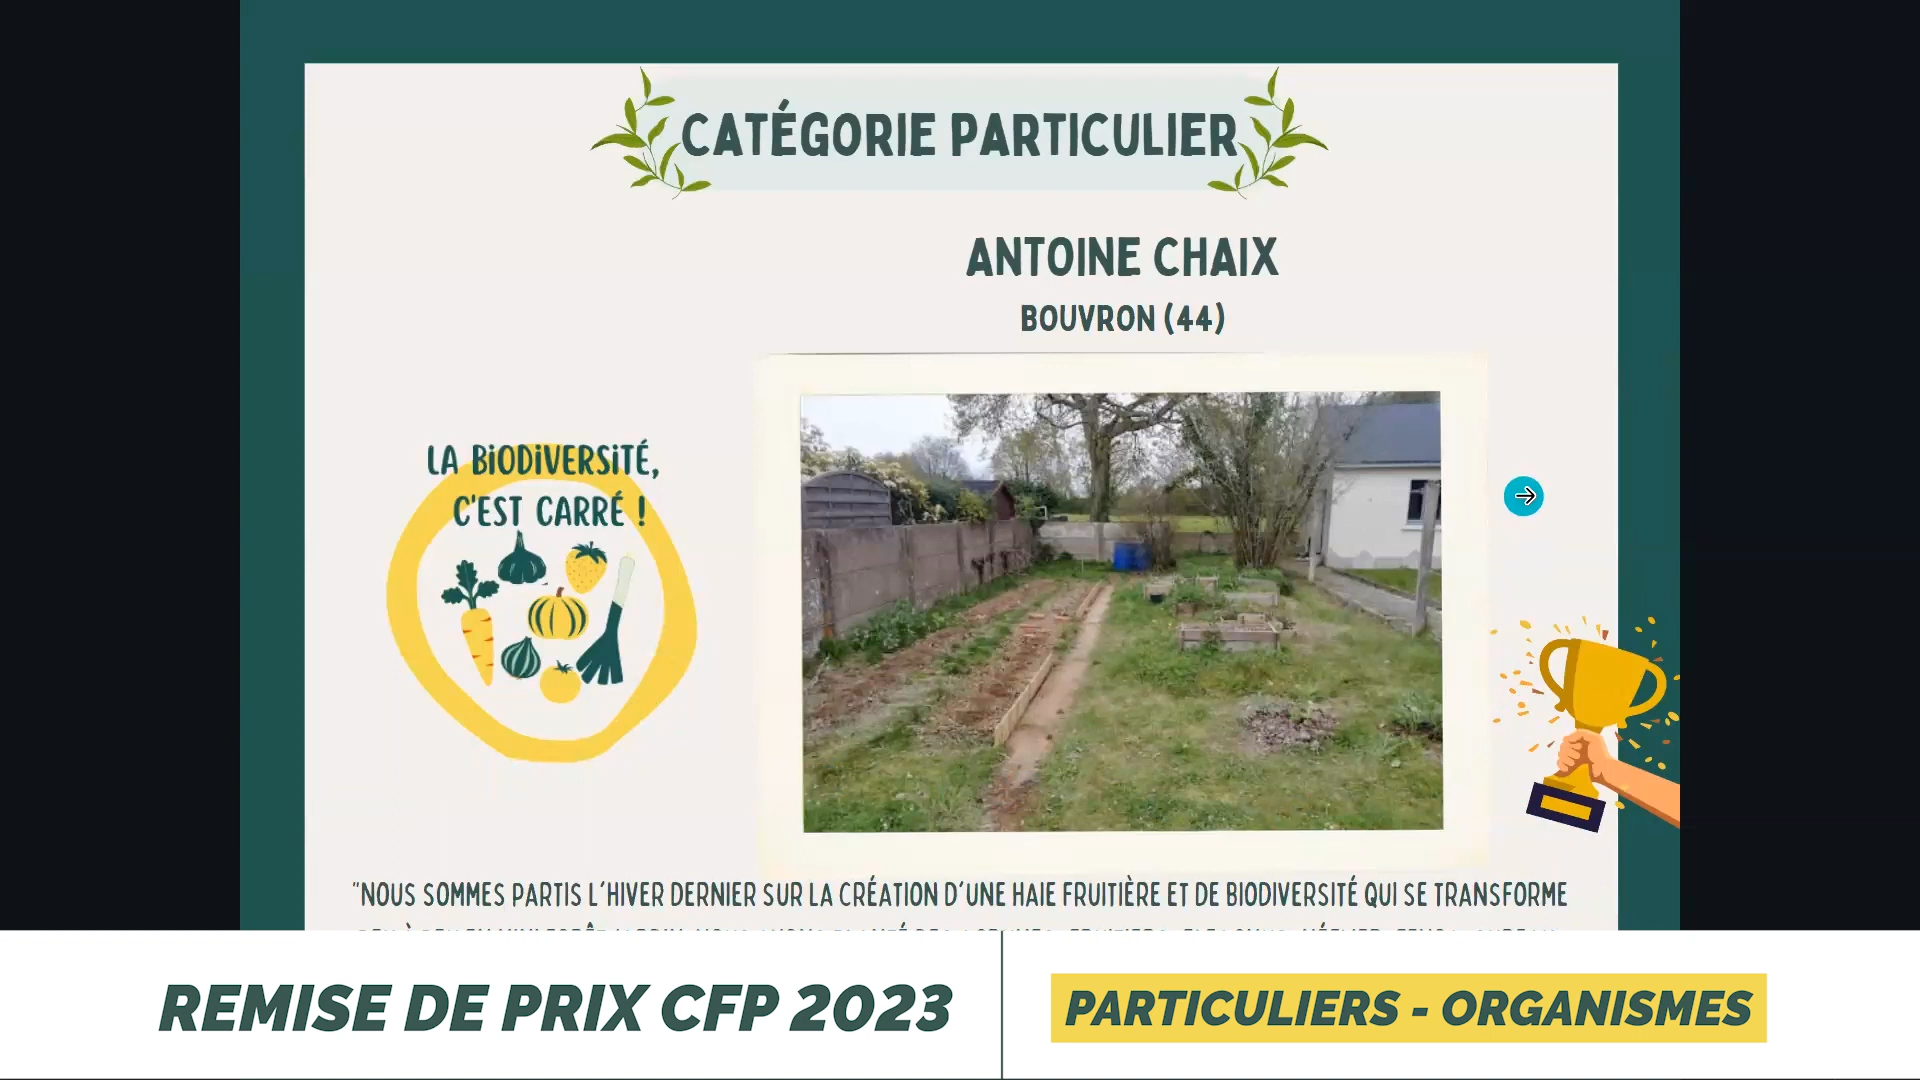 CATÉGORIE PARTICULIER
ANTOINE CHAIX
BOUVRON (44)
LA BIODIVERSITÉ,
C'EST CARRÉ !
"NOUS SOMMES PARTIS L'HIVER DERNIER SUR LA CRÉATION D'UNE HAIE FRUITIÈRE ET DE BIODIVERSITÉ QUI SE TRANSFORME
REMISE DE PRIX CFP 2023
PARTICULIERS - ORGANISMES